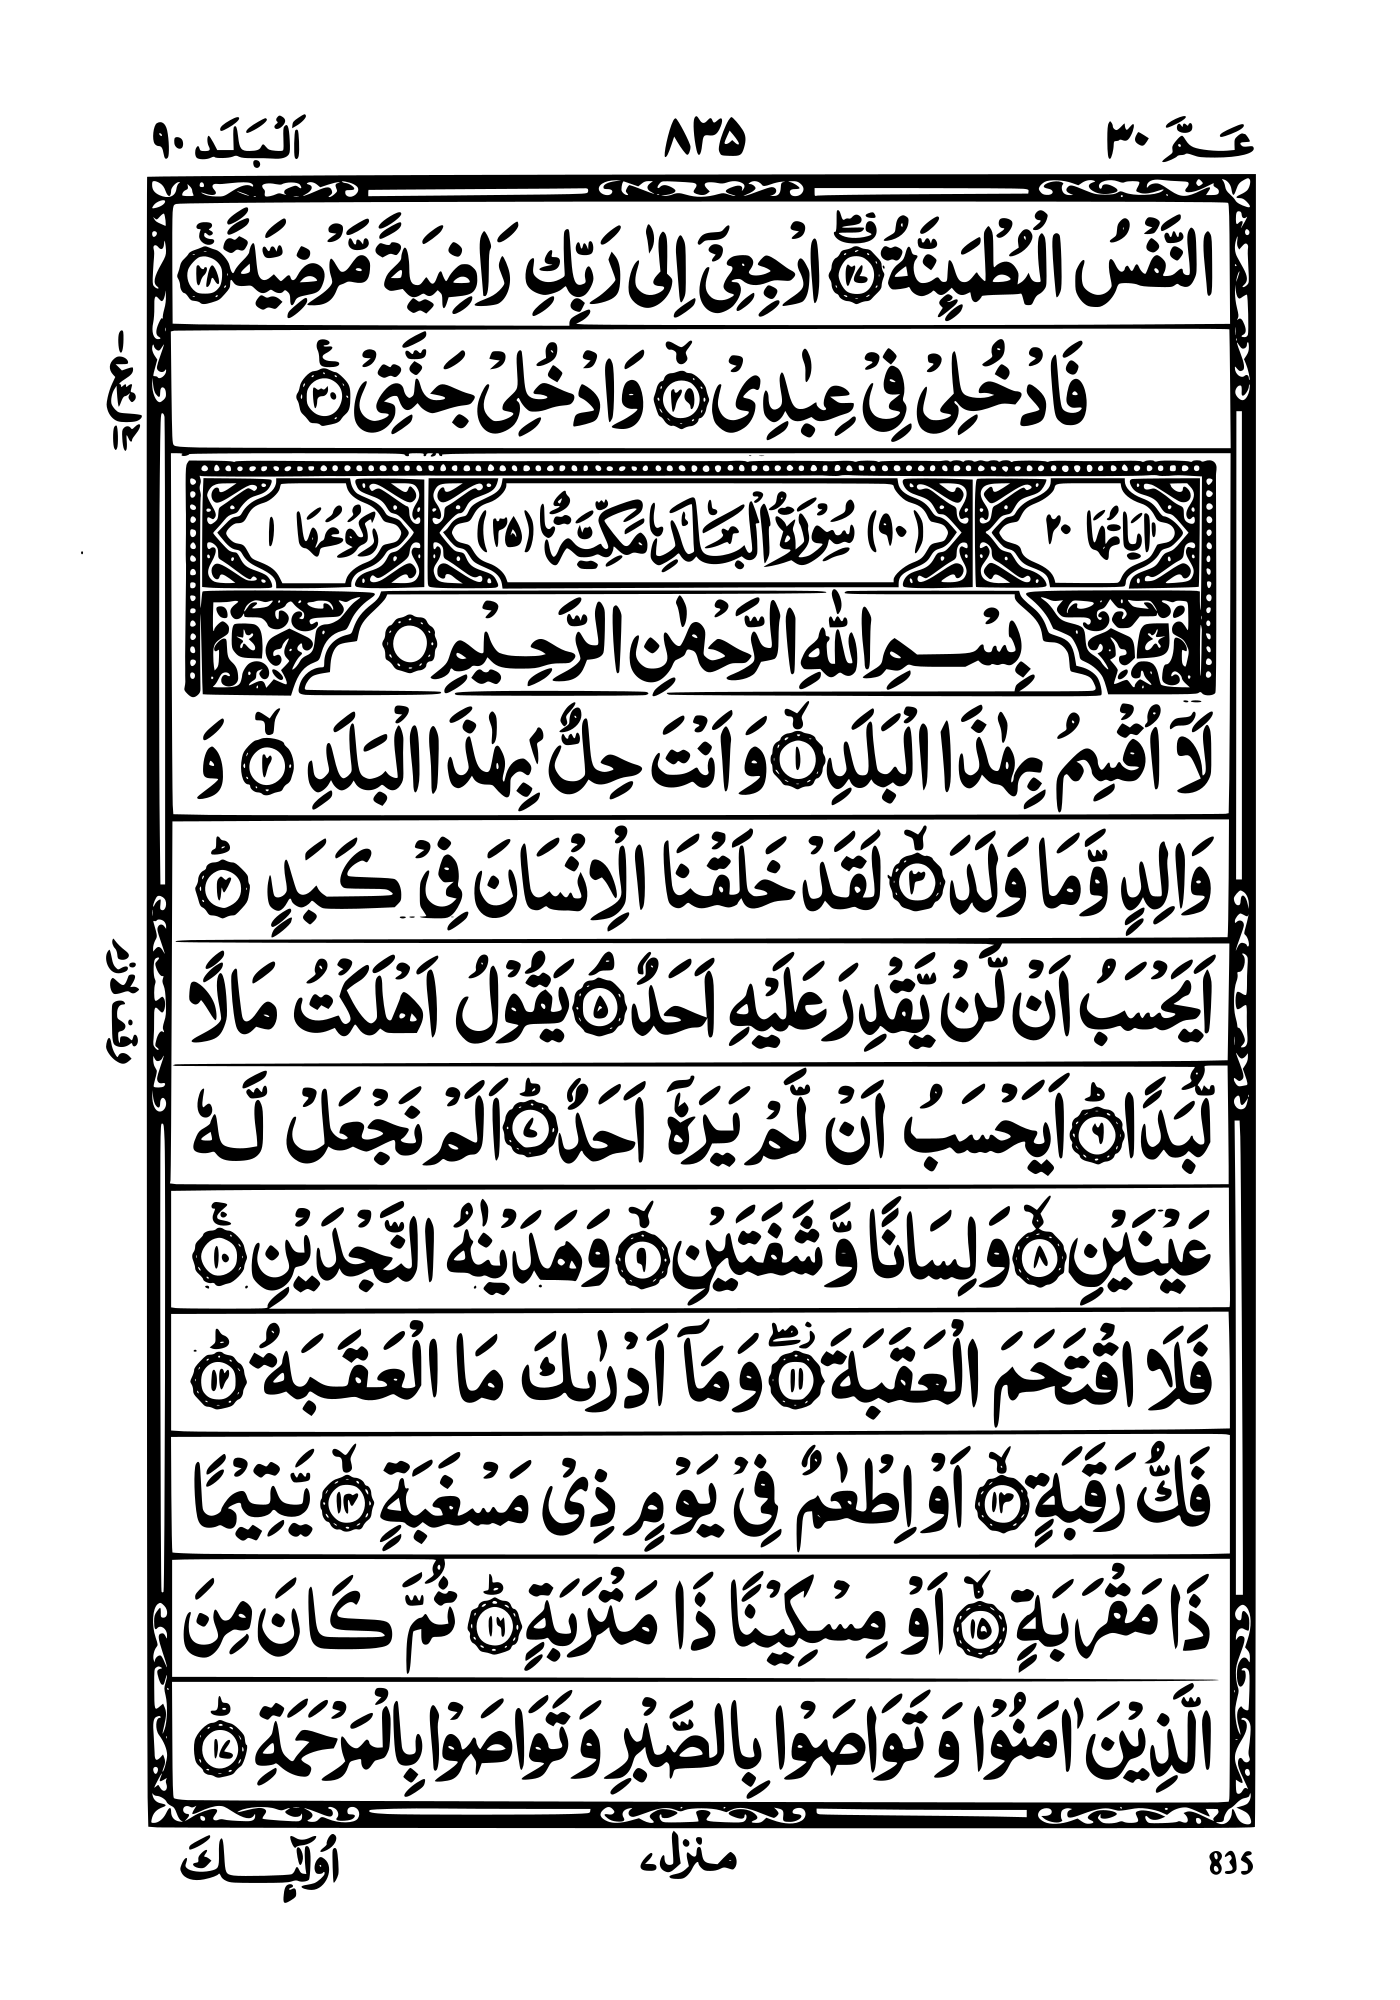 عَمَّ ٣٠
٨٣٥
اَلْبَلَد ٩٠
النَّفْسُ الْمُطْمَىِٕنَّةُ ﴿٢٧﴾ ارْجِعِیْۤ اِلٰى رَبِّكِ رَاضِیَةً مَّرْضِیَّةً ﴿٢٨﴾
فَادْخُلِیْ فِیْ عِبٰدِیْ ﴿٢٩﴾ وَادْخُلِیْ جَنَّتِیْ ﴿٣٠﴾
اٰیَاتُهَا ٢٠ (٩٠) سُوْرَةُ الْبَلَدِ مَكِّیَّةٌ (٣٥) رُكُوْعُهَا ١
بِسْمِ اللّٰهِ الرَّحْمٰنِ الرَّحِیْمِ
لَاۤ اُقْسِمُ بِهٰذَا الْبَلَدِ ﴿١﴾ وَ اَنْتَ حِلٌّۢ بِهٰذَا الْبَلَدِ ﴿٢﴾ وَ
وَالِدٍ وَّمَا وَلَدَ ﴿٣﴾ لَقَدْ خَلَقْنَا الْاِنْسَانَ فِیْ كَبَدٍ ﴿٤﴾
اَیَحْسَبُ اَنْ لَّنْ یَّقْدِرَ عَلَیْهِ اَحَدٌ ﴿٥﴾ یَقُوْلُ اَهْلَكْتُ مَالًا
لُّبَدًا ﴿٦﴾ اَیَحْسَبُ اَنْ لَّمْ یَرَهٗۤ اَحَدٌ ﴿٧﴾ اَلَمْ نَجْعَلْ لَّهٗ
عَیْنَیْنِ ﴿٨﴾ وَ لِسَانًا وَّ شَفَتَیْنِ ﴿٩﴾ وَهَدَیْنٰهُ النَّجْدَیْنِ ﴿١٠﴾
فَلَا اقْتَحَمَ الْعَقَبَةَ ﴿١١﴾ وَمَاۤ اَدْرٰىكَ مَا الْعَقَبَةُ ﴿١٢﴾
فَكُّ رَقَبَةٍ ﴿١٣﴾ اَوْ اِطْعٰمٌ فِیْ یَوْمٍ ذِیْ مَسْغَبَةٍ ﴿١٤﴾ یَّتِیْمًا
ذَا مَقْرَبَةٍ ﴿١٥﴾ اَوْ مِسْكِیْنًا ذَا مَتْرَبَةٍ ﴿١٦﴾ ثُمَّ كَانَ مِنَ
الَّذِیْنَ اٰمَنُوْا وَ تَوَاصَوْا بِالصَّبْرِ وَ تَوَاصَوْا بِالْمَرْحَمَةِ ﴿١٧﴾
835
منزل ٧
اُولٰٓىِٕكَ
وقف لازم